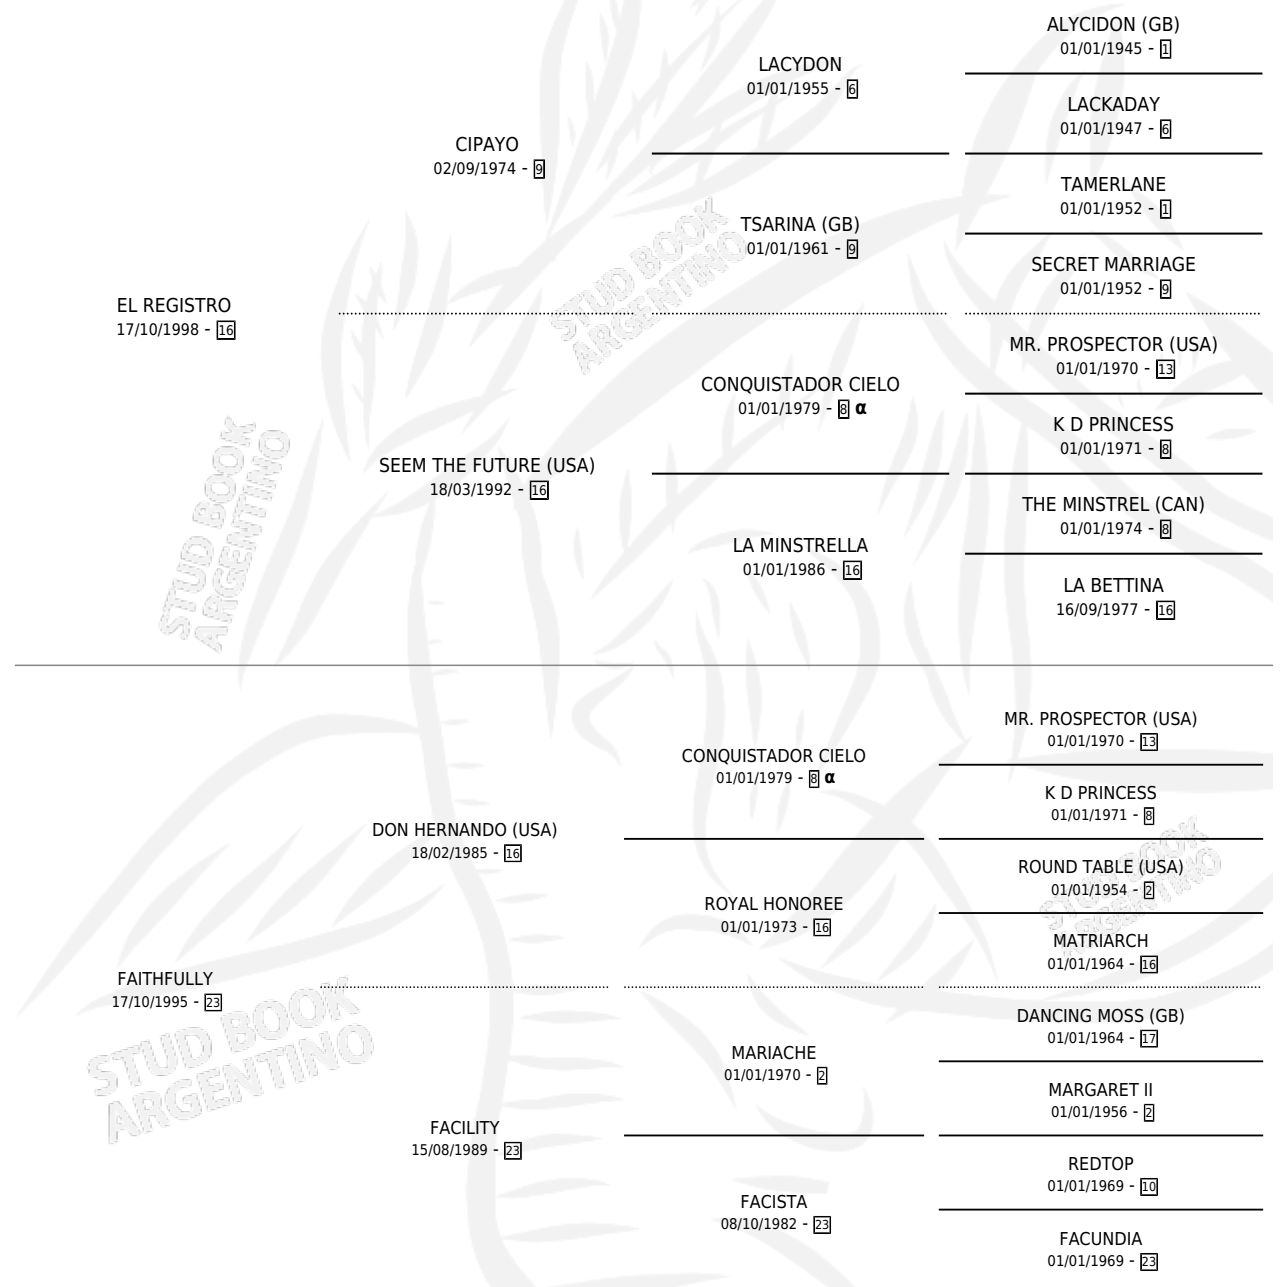 ALYCIDON (GB)
01/01/1945 - 1
LACYDON
01/01/1955 - 6
LACKADAY
01/01/1947 - 6
CIPAYO
02/09/1974 - 9
TAMERLANE
01/01/1952 - 1
TSARINA (GB)
01/01/1961 - 9
SECRET MARRIAGE
01/01/1952 - 9
EL REGISTRO
17/10/1998 - 16
STUD BOOK
ARGENTINO
MR. PROSPECTOR (USA)
01/01/1970 - 13
CONQUISTADOR CIELO
01/01/1979 - 8 α
K D PRINCESS
01/01/1971 - 8
SEEM THE FUTURE (USA)
18/03/1992 - 16
THE MINSTREL (CAN)
01/01/1974 - 8
LA MINSTRELLA
01/01/1986 - 16
LA BETTINA
16/09/1977 - 16
STUD BOOK
ARGENTINO
MR. PROSPECTOR (USA)
01/01/1970 - 13
CONQUISTADOR CIELO
01/01/1979 - 8 α
K D PRINCESS
01/01/1971 - 8
DON HERNANDO (USA)
18/02/1985 - 16
ROUND TABLE (USA)
01/01/1954 - 2
ROYAL HONOREE
01/01/1973 - 16
MATRIARCH
01/01/1964 - 16
STUD BOOK
ARGENTINO
FAITHFULLY
17/10/1995 - 23
STUD BOOK
ARGENTINO
DANCING MOSS (GB)
01/01/1964 - 17
MARIACHE
01/01/1970 - 2
MARGARET II
01/01/1956 - 2
FACILITY
15/08/1989 - 23
REDTOP
01/01/1969 - 10
FACISTA
08/10/1982 - 23
FACUNDIA
01/01/1969 - 23